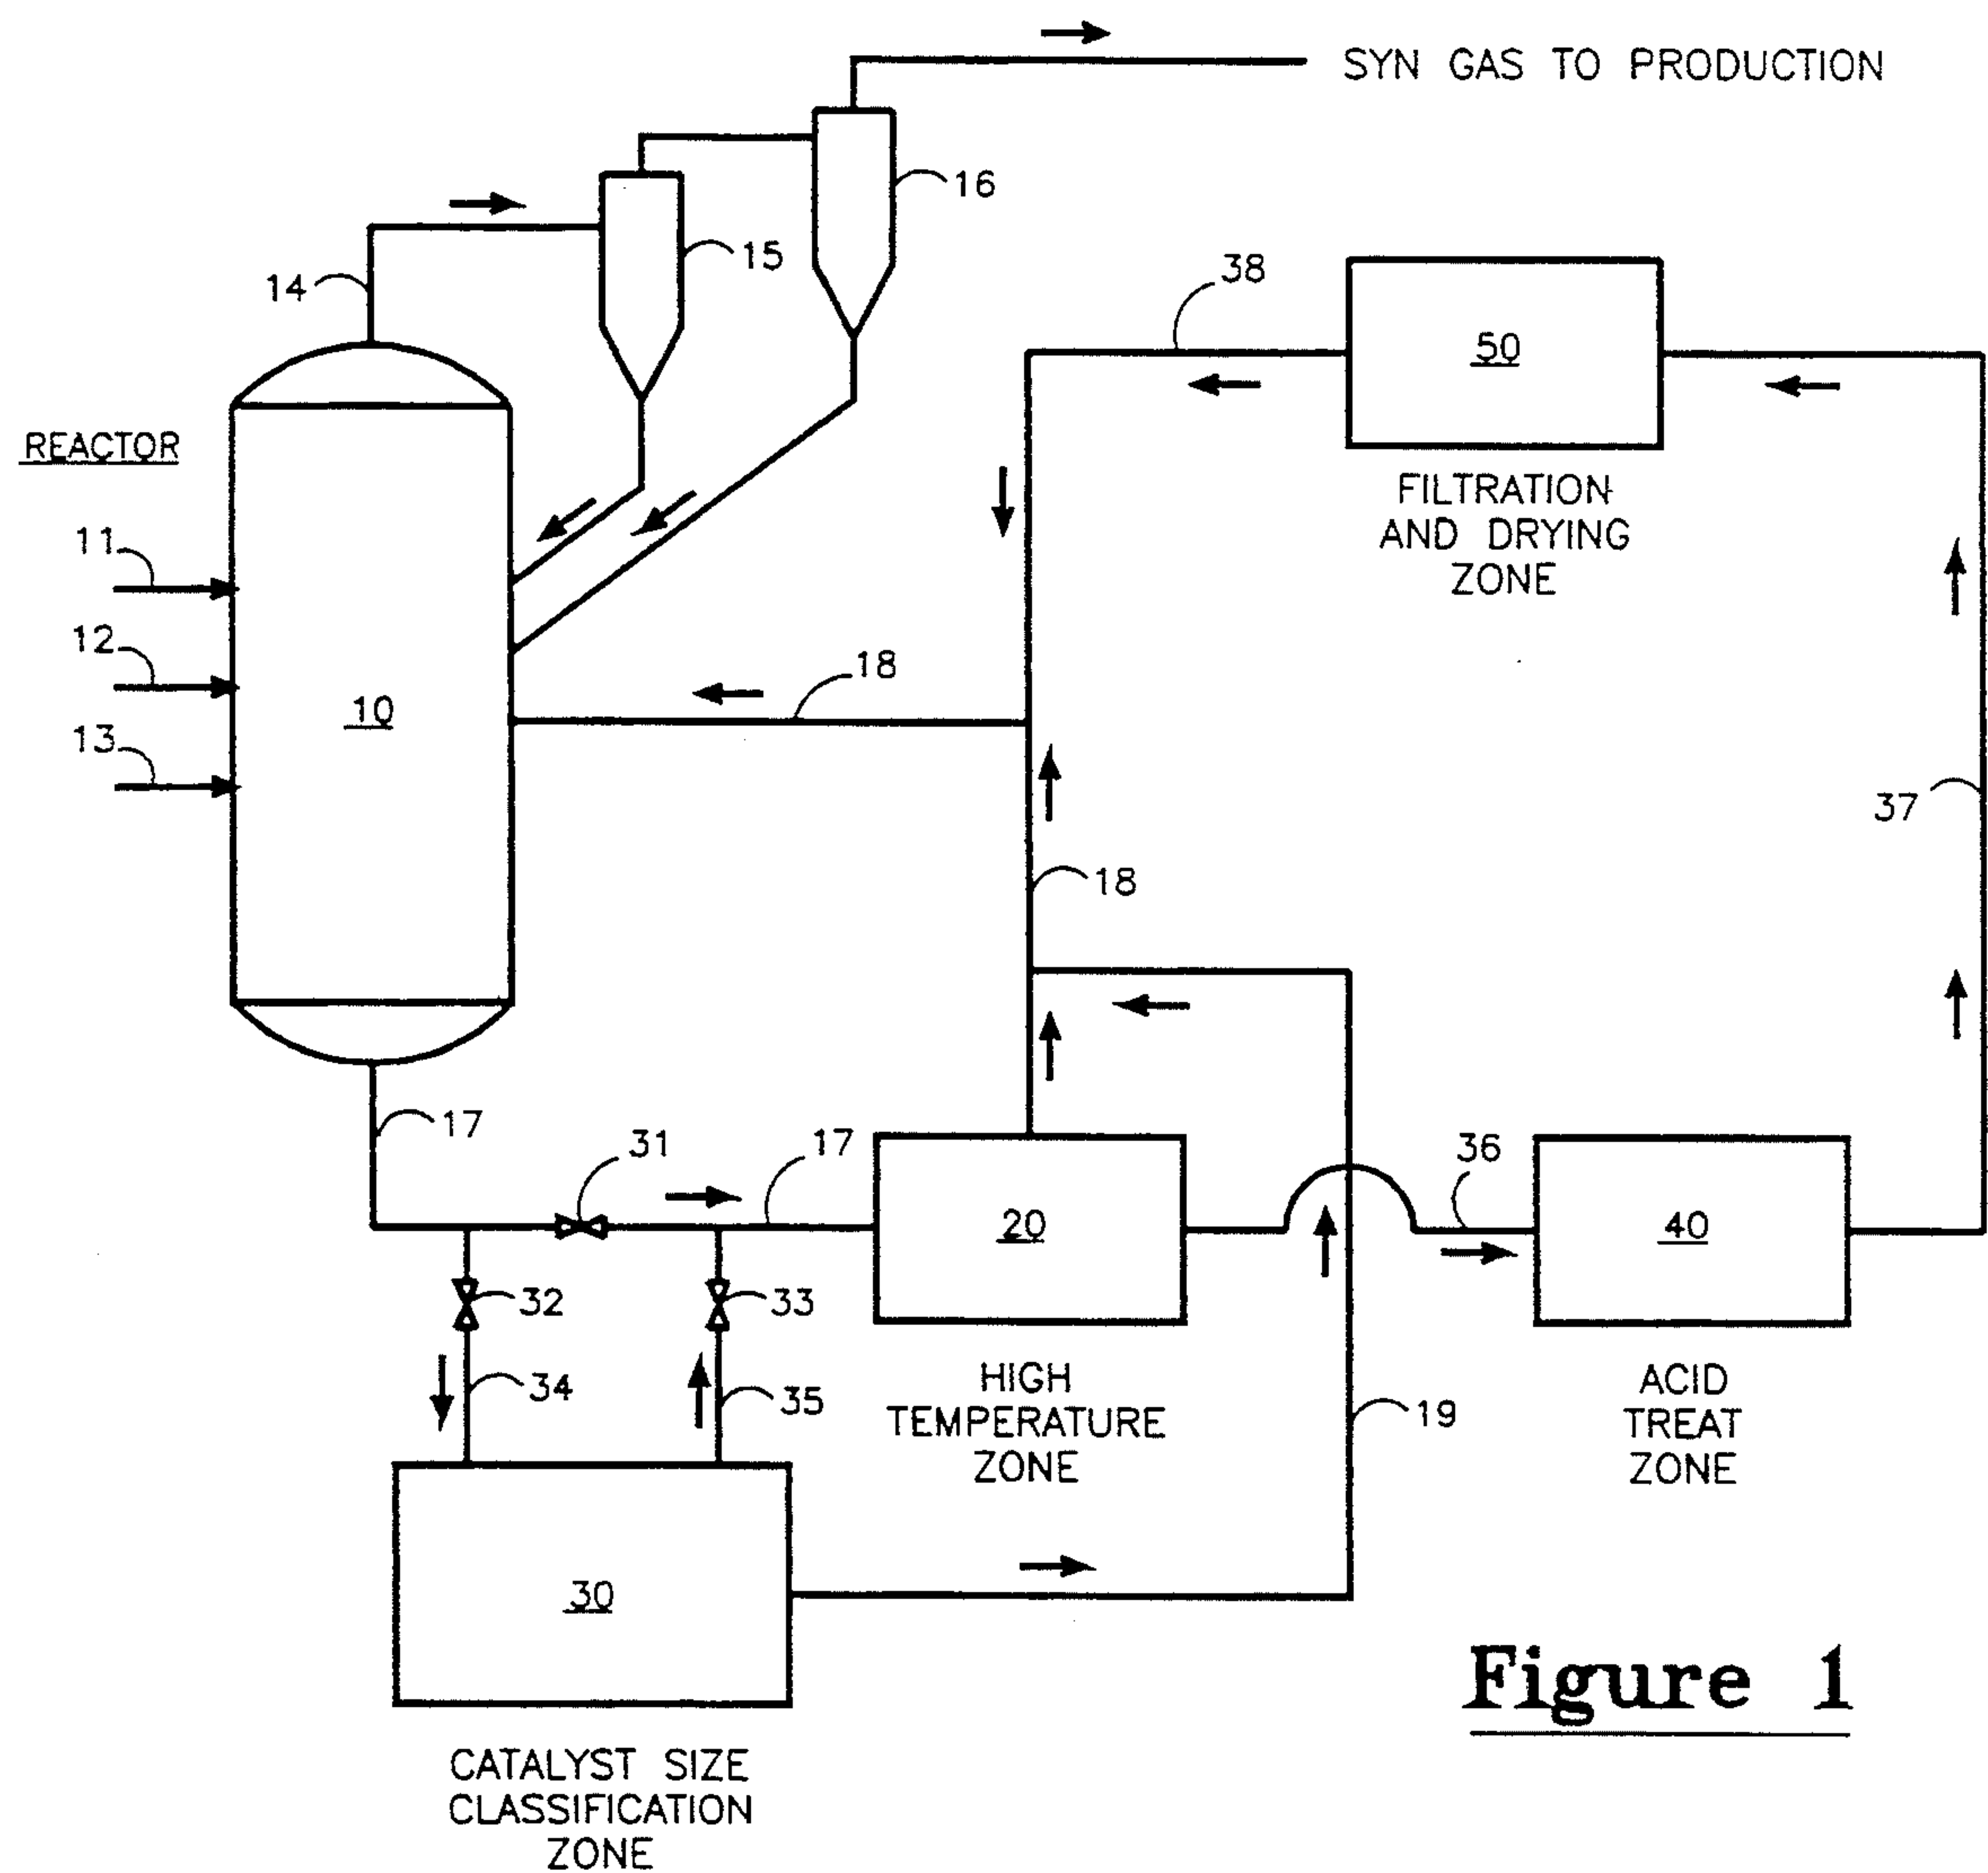 SYN GAS TO PRODUCTION
16
15
14
38
50
REACTOR
FILTRATION
AND DRYING
ZONE
11
12
18
10
13
37
18
17
31
17
36
20
40
32
33
34
35
HIGH
TEMPERATURE
ZONE
19
ACID
TREAT
ZONE
30
Figure 1
CATALYST SIZE
CLASSIFICATION
ZONE